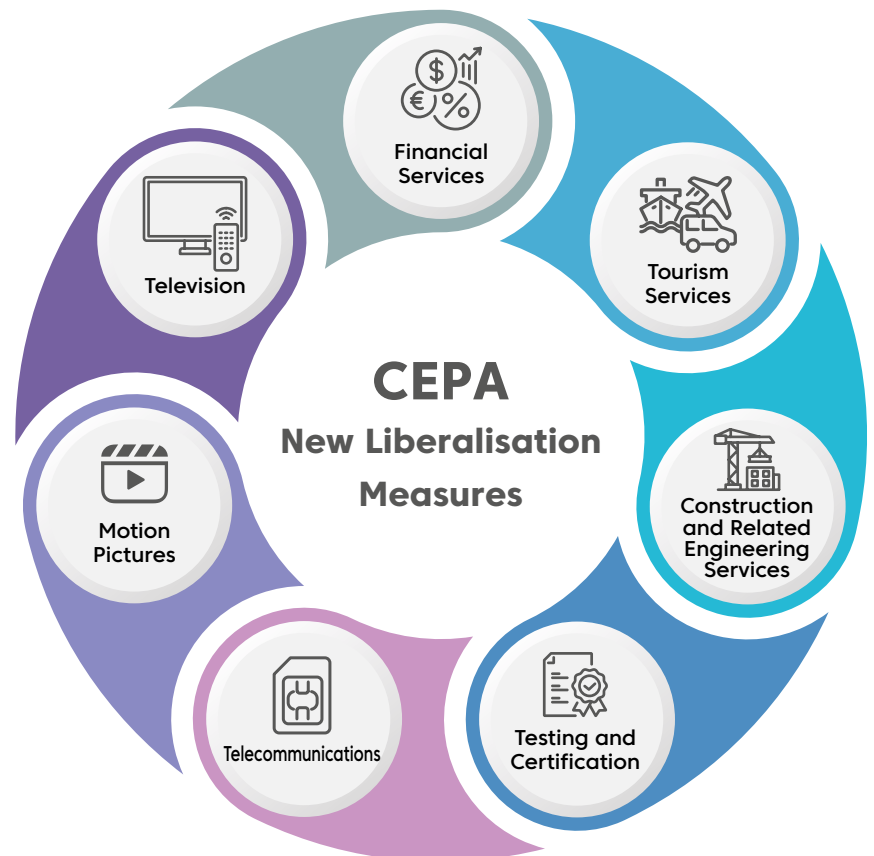 CEPA
New Liberalisation
Measures
Financial
Services
Tourism
Services
Construction
and Related
Engineering
Services
Testing and
Certification
Telecommunications
Motion
Pictures
Television